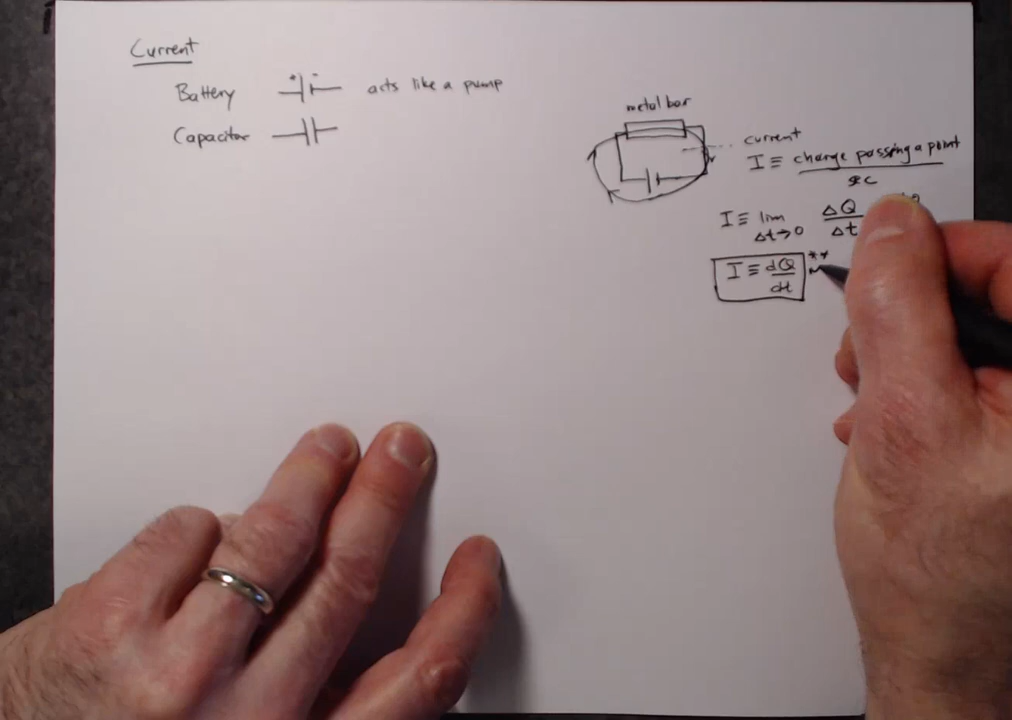 Current
Battery + - acts like a pump
Capacitor
metal bar
current
I ≡ charge passing a point
sec
I ≡ lim Δt→0 ΔQ/Δt
I ≡ dQ/dt **